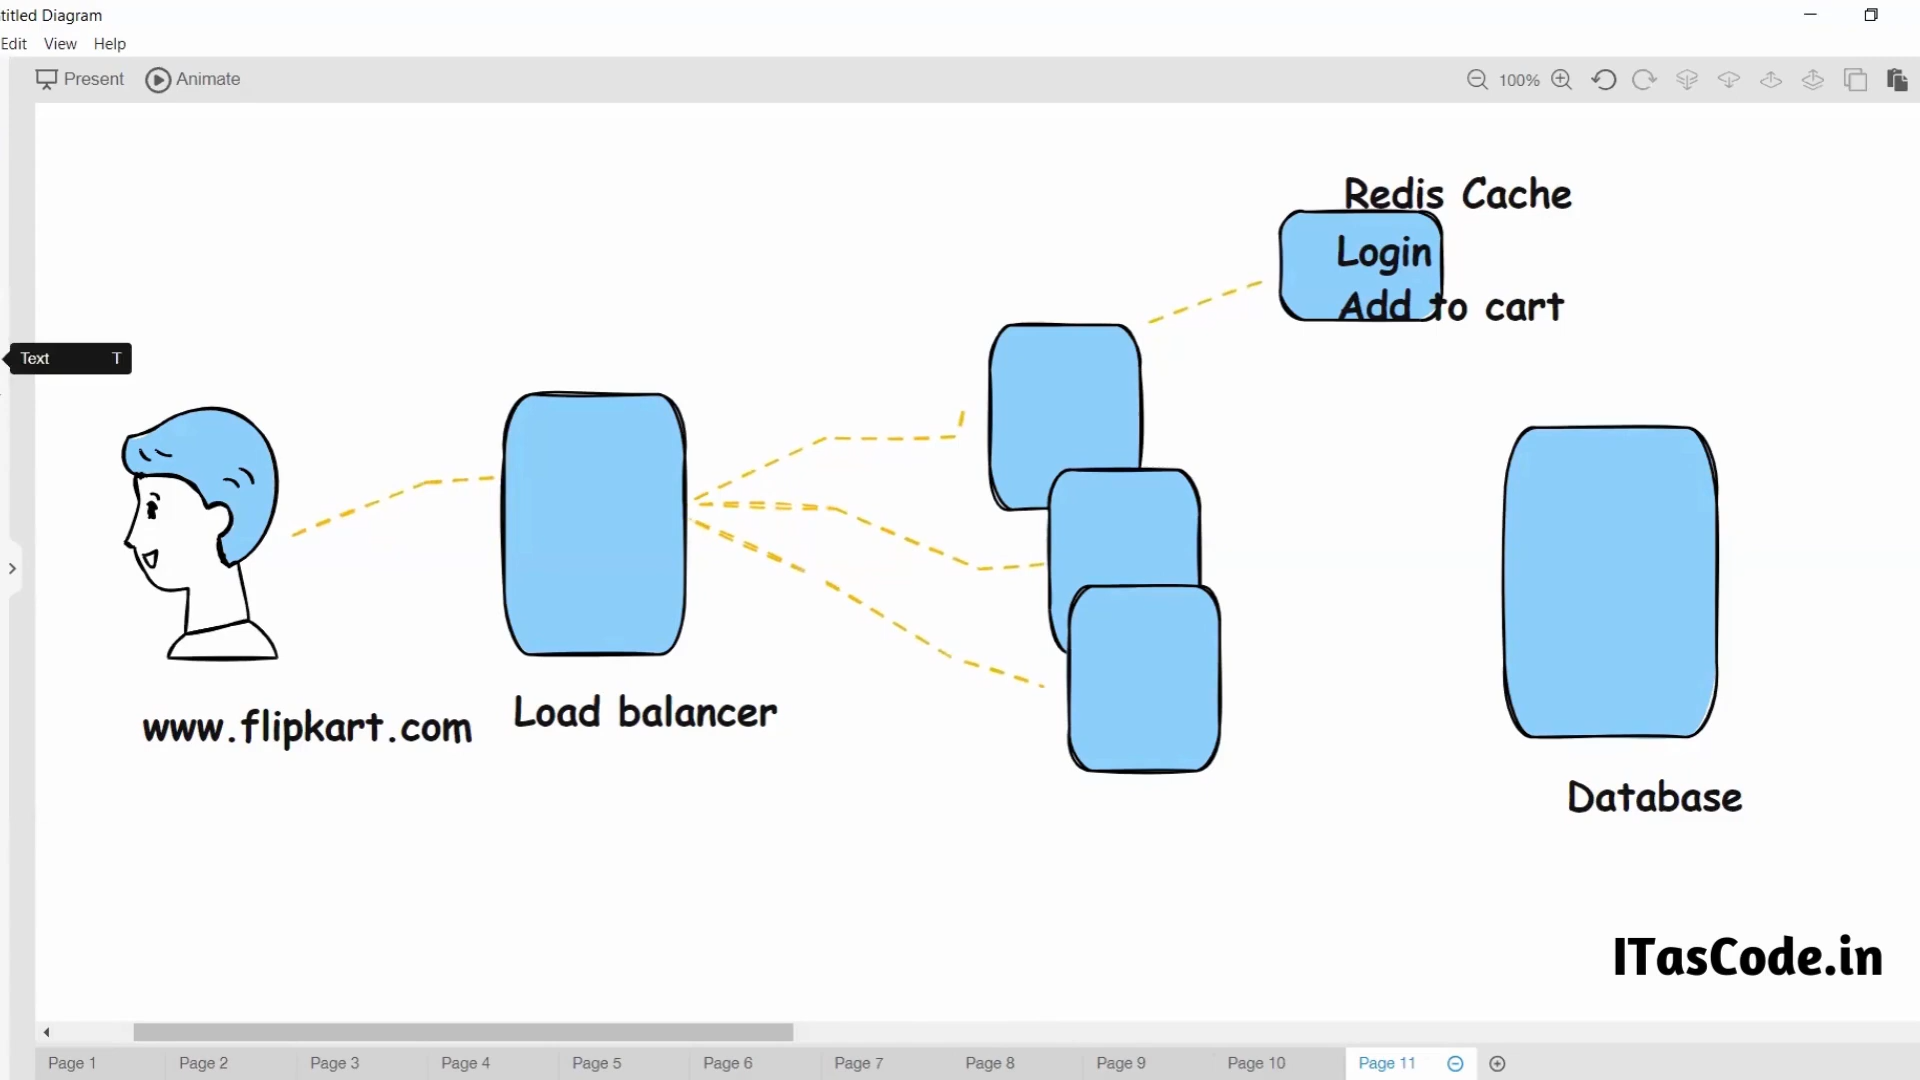 titled Diagram
Edit View Help
Present Animate 100%
Redis Cache
Login
Add to cart
Text T
www.flipkart.com
Load balancer
Database
ITasCode.in
Page 1 Page 2 Page 3 Page 4 Page 5 Page 6 Page 7 Page 8 Page 9 Page 10 Page 11